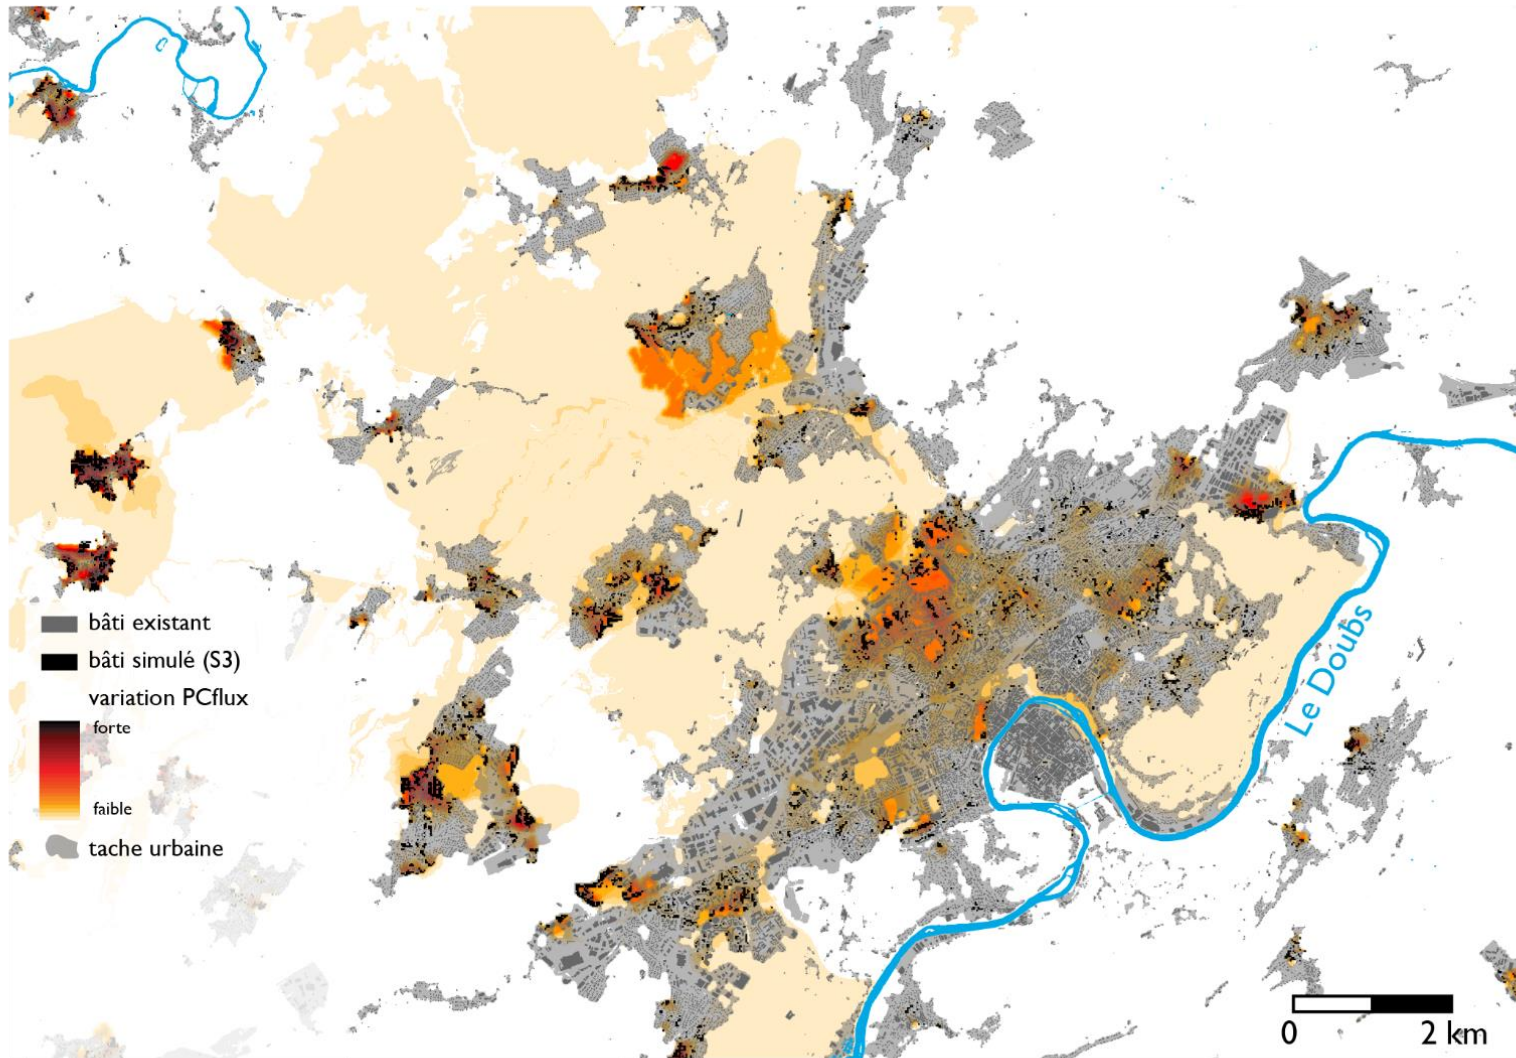 bâti existant
bâti simulé (S3)
variation PCflux
forte
faible
tache urbaine
Le Doubs
0 2 km